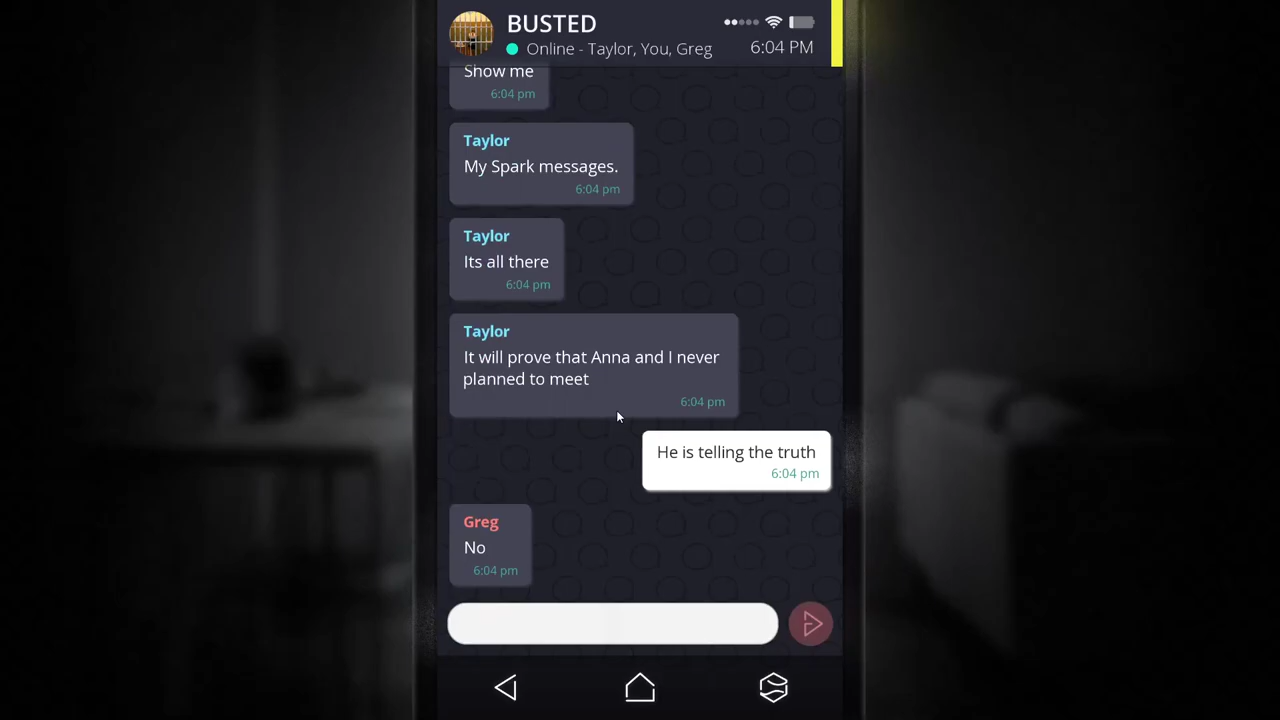 BUSTED
Online - Taylor, You, Greg
6:04 PM
Show me
6:04 pm
Taylor
My Spark messages.
6:04 pm
Taylor
Its all there
6:04 pm
Taylor
It will prove that Anna and I never
planned to meet
6:04 pm
He is telling the truth
6:04 pm
Greg
No
6:04 pm